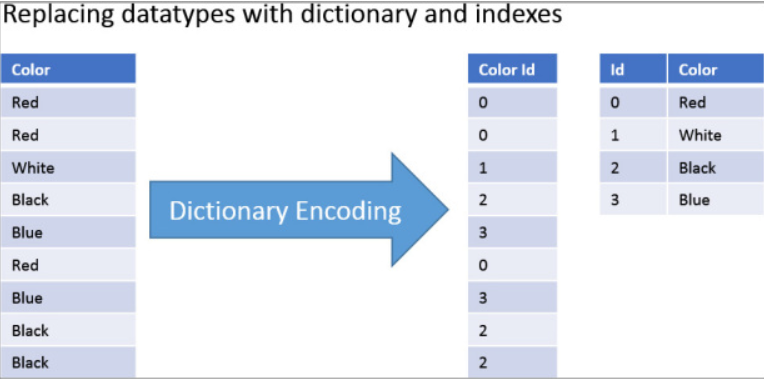 Replacing datatypes with dictionary and indexes
Color
Red
Red
White
Black
Blue
Red
Blue
Black
Black
Dictionary Encoding
Color Id
0
0
1
2
3
0
3
2
2
Id Color
0 Red
1 White
2 Black
3 Blue